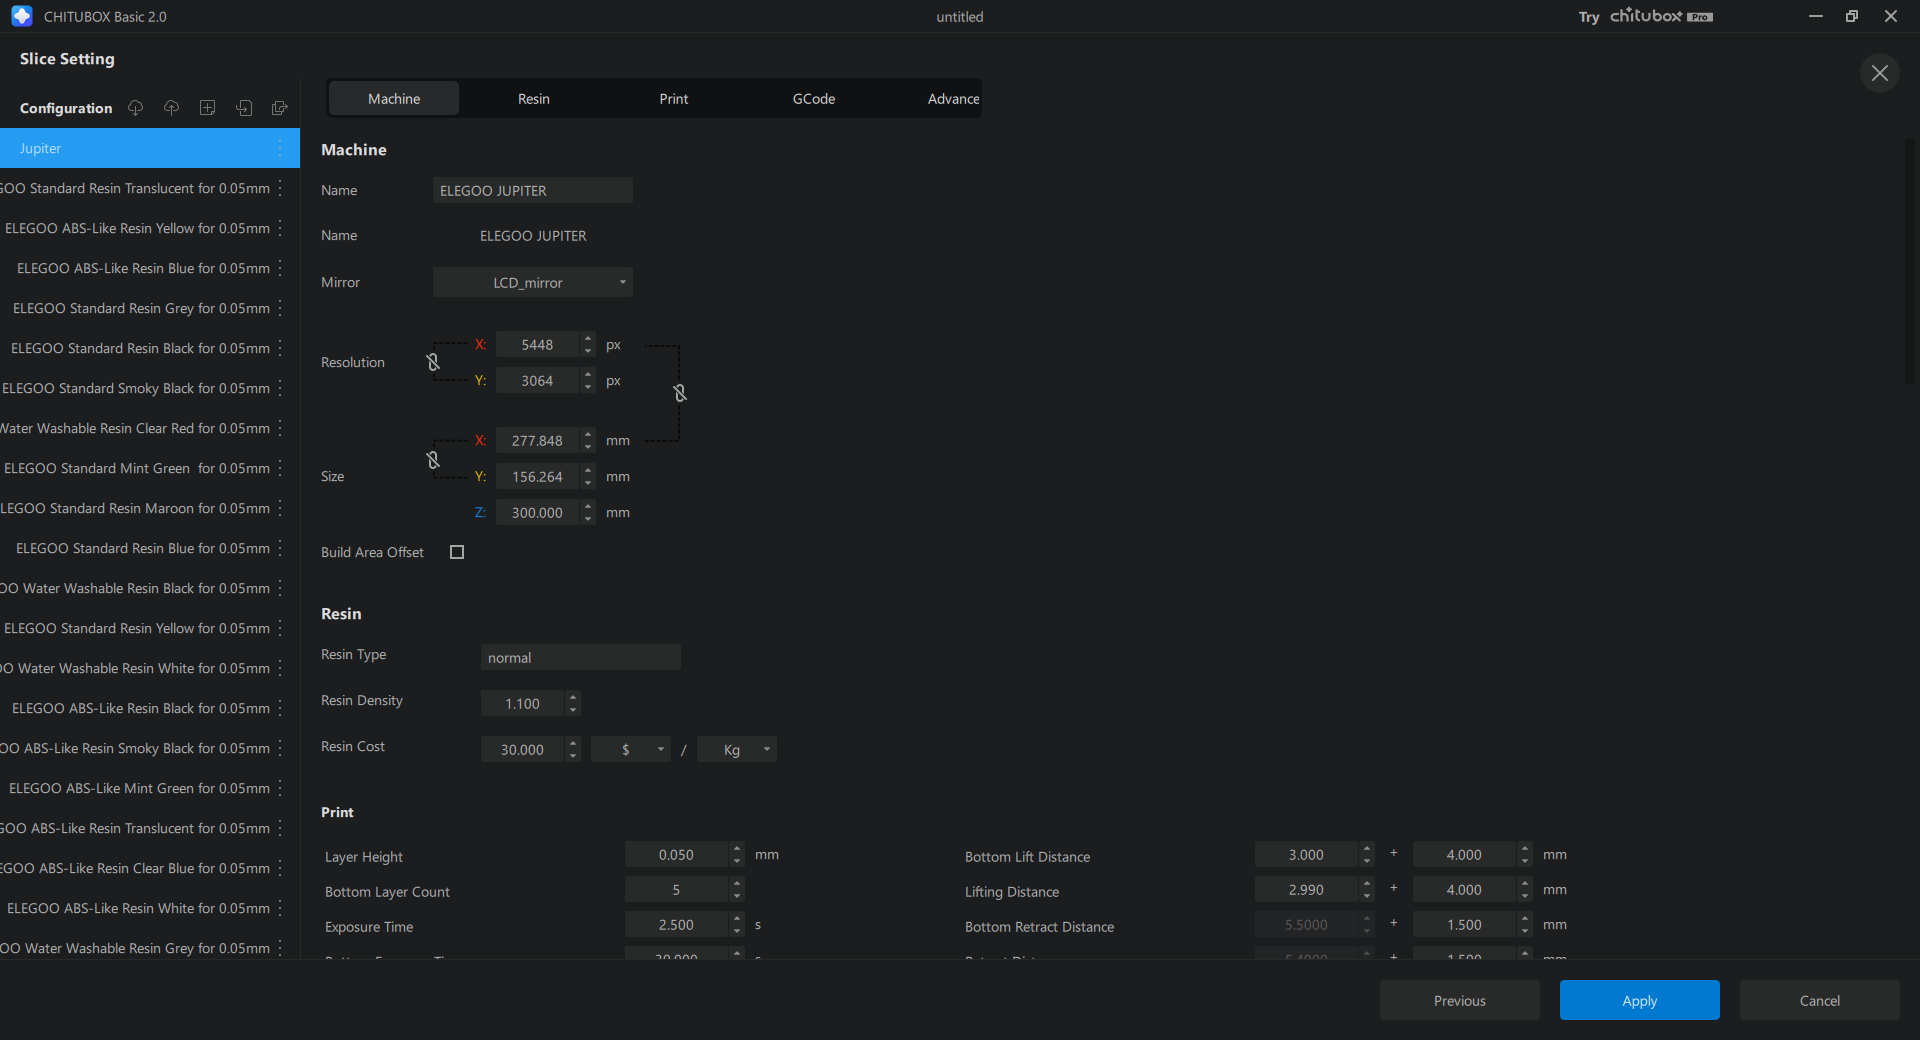 CHITUBOX Basic 2.0
untitled
Try chitubox Pro
Slice Setting
Configuration
Machine Resin Print GCode Advance
Jupiter
GOO Standard Resin Translucent for 0.05mm
ELEGOO ABS-Like Resin Yellow for 0.05mm
ELEGOO ABS-Like Resin Blue for 0.05mm
ELEGOO Standard Resin Grey for 0.05mm
ELEGOO Standard Resin Black for 0.05mm
ELEGOO Standard Smoky Black for 0.05mm
Water Washable Resin Clear Red for 0.05mm
ELEGOO Standard Mint Green  for 0.05mm
LEGOO Standard Resin Maroon for 0.05mm
ELEGOO Standard Resin Blue for 0.05mm
OO Water Washable Resin Black for 0.05mm
ELEGOO Standard Resin Yellow for 0.05mm
OO Water Washable Resin White for 0.05mm
ELEGOO ABS-Like Resin Black for 0.05mm
OO ABS-Like Resin Smoky Black for 0.05mm
ELEGOO ABS-Like Mint Green for 0.05mm
GOO ABS-Like Resin Translucent for 0.05mm
EGOO ABS-Like Resin Clear Blue for 0.05mm
ELEGOO ABS-Like Resin White for 0.05mm
OO Water Washable Resin Grey for 0.05mm
Machine
Name ELEGOO JUPITER
Name ELEGOO JUPITER
Mirror LCD_mirror
Resolution
X: 5448 px
Y: 3064 px
Size
X: 277.848 mm
Y: 156.264 mm
Z: 300.000 mm
Build Area Offset
Resin
Resin Type normal
Resin Density 1.100
Resin Cost 30.000 $ / Kg
Print
Layer Height 0.050 mm
Bottom Lift Distance 3.000 + 4.000 mm
Bottom Layer Count 5
Lifting Distance 2.990 + 4.000 mm
Exposure Time 2.500 s
Bottom Retract Distance 5.5000 + 1.500 mm
Previous Apply Cancel